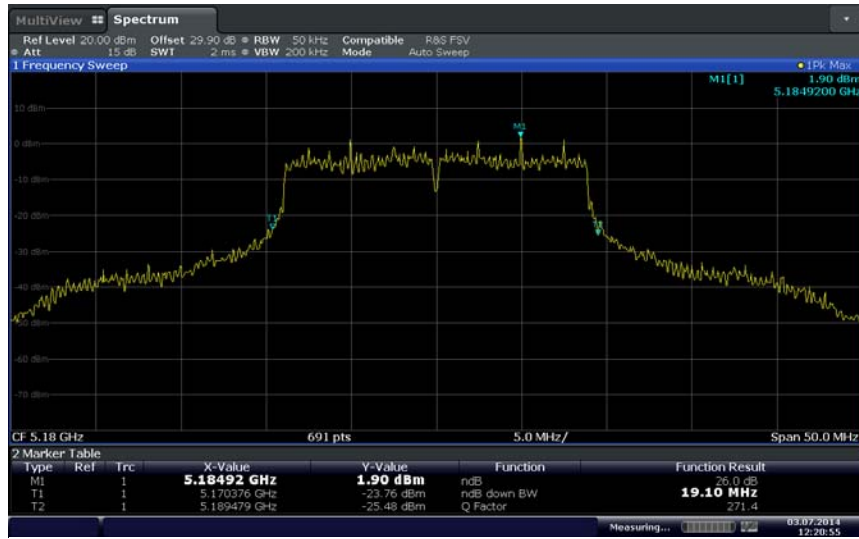 MultiView Spectrum
Ref Level 20.00 dBm Offset 29.90 dB RBW 50 kHz Compatible R&S FSV
Att 15 dB SWT 2 ms VBW 200 kHz Mode Auto Sweep
1 Frequency Sweep 1Pk Max
M1[1] 1.90 dBm
5.1849200 GHz
10 dBm
M1
0 dBm
-10 dBm
-20 dBm
T1
-30 dBm
-40 dBm
-50 dBm
-60 dBm
-70 dBm
CF 5.18 GHz 691 pts 5.0 MHz/ Span 50.0 MHz
2 Marker Table
Type Ref Trc X-Value Y-Value Function Function Result
M1 1 5.18492 GHz 1.90 dBm ndB 26.0 dB
T1 1 5.170376 GHz -23.76 dBm ndB down BW 19.10 MHz
T2 1 5.189479 GHz -25.48 dBm Q Factor 271.4
Measuring... 03.07.2014
12:20:55